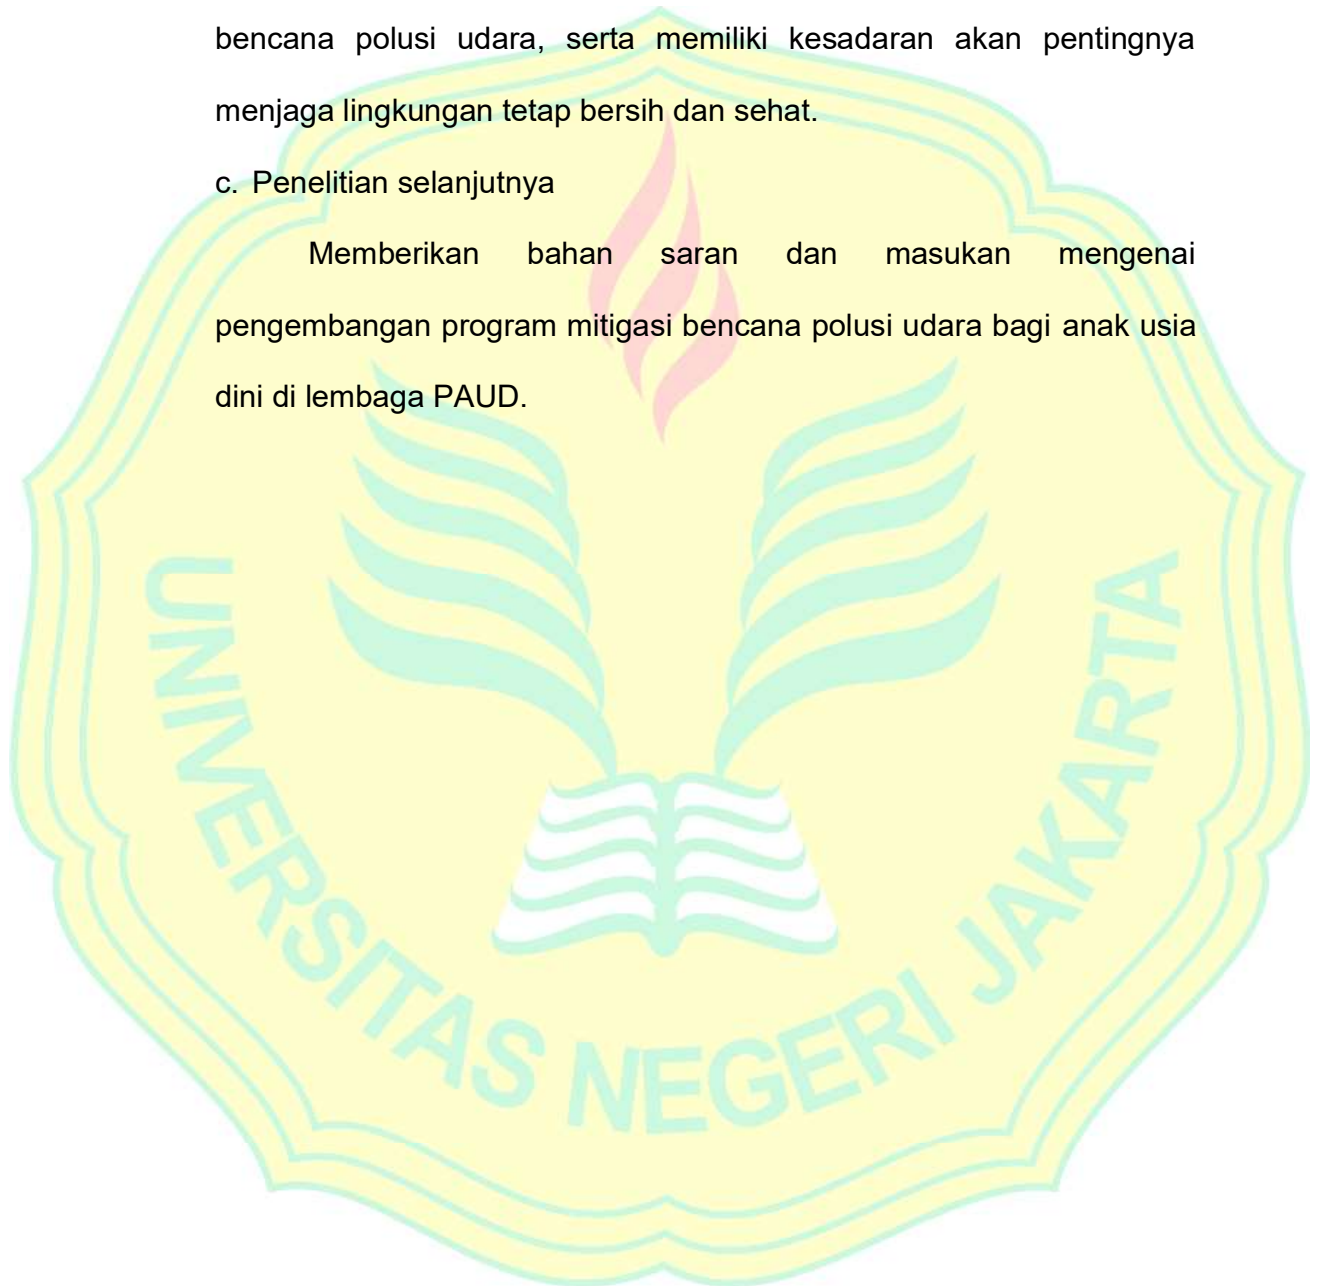 bencana polusi udara, serta memiliki kesadaran akan pentingnya
menjaga lingkungan tetap bersih dan sehat.
c. Penelitian selanjutnya
Memberikan bahan saran dan masukan mengenai
pengembangan program mitigasi bencana polusi udara bagi anak usia
dini di lembaga PAUD.
UNIVERSITAS NEGERI JAKARTA